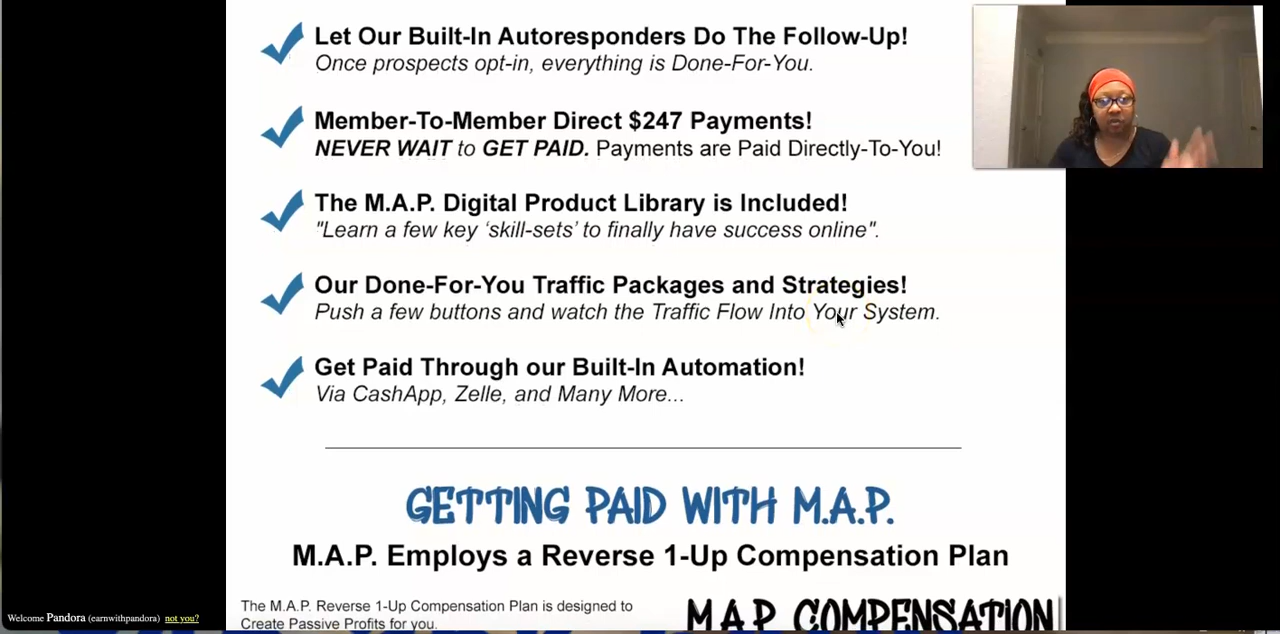 Let Our Built-In Autoresponders Do The Follow-Up!
Once prospects opt-in, everything is Done-For-You.
Member-To-Member Direct $247 Payments!
NEVER WAIT to GET PAID. Payments are Paid Directly-To-You!
The M.A.P. Digital Product Library is Included!
"Learn a few key ‘skill-sets’ to finally have success online".
Our Done-For-You Traffic Packages and Strategies!
Push a few buttons and watch the Traffic Flow Into Your System.
Get Paid Through our Built-In Automation!
Via CashApp, Zelle, and Many More...
GETTING PAID WITH M.A.P.
M.A.P. Employs a Reverse 1-Up Compensation Plan
The M.A.P. Reverse 1-Up Compensation Plan is designed to
Create Passive Profits for you.
M.A.P. COMPENSATION
Welcome Pandora (earnwithpandora) not you?